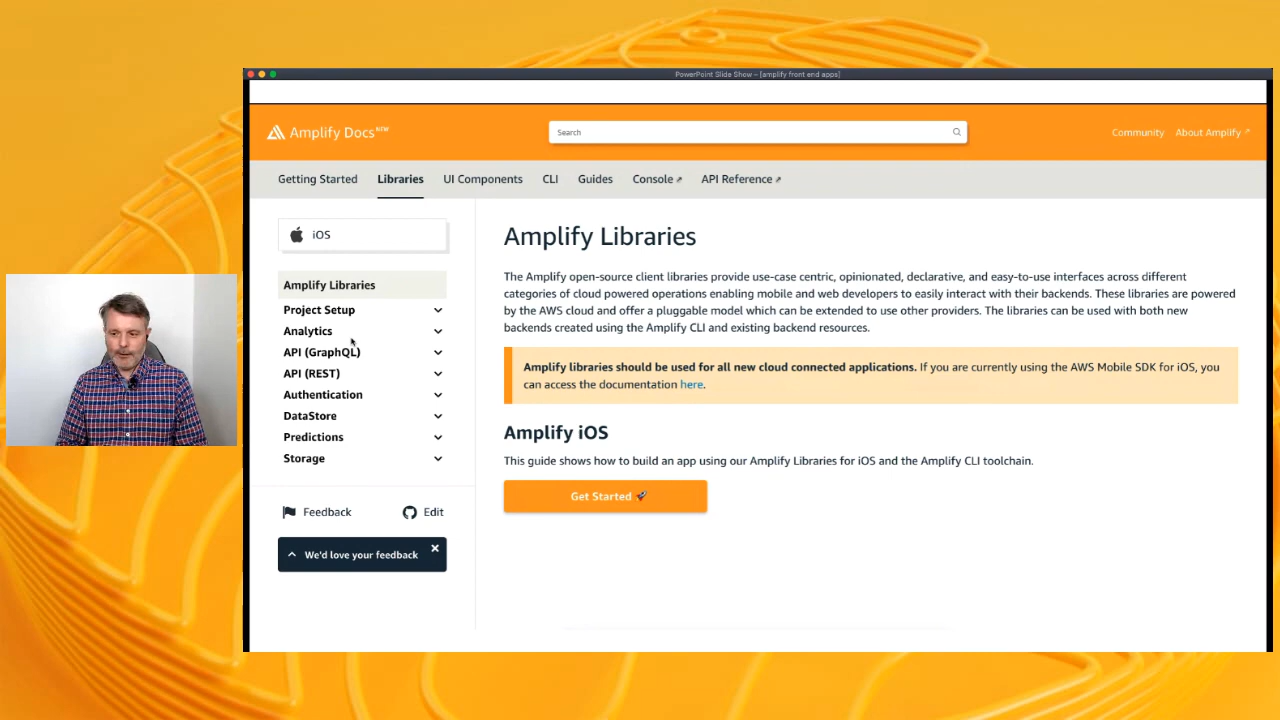 PowerPoint Slide Show – [amplify front end apps]
Amplify Docs NEW
Search
Community About Amplify
Getting Started Libraries UI Components CLI Guides Console API Reference
iOS
Amplify Libraries
Project Setup
Analytics
API (GraphQL)
API (REST)
Authentication
DataStore
Predictions
Storage
Feedback Edit
We'd love your feedback
Amplify Libraries
The Amplify open-source client libraries provide use-case centric, opinionated, declarative, and easy-to-use interfaces across different
categories of cloud powered operations enabling mobile and web developers to easily interact with their backends. These libraries are powered
by the AWS cloud and offer a pluggable model which can be extended to use other providers. The libraries can be used with both new
backends created using the Amplify CLI and existing backend resources.
Amplify libraries should be used for all new cloud connected applications. If you are currently using the AWS Mobile SDK for iOS, you
can access the documentation here.
Amplify iOS
This guide shows how to build an app using our Amplify Libraries for iOS and the Amplify CLI toolchain.
Get Started